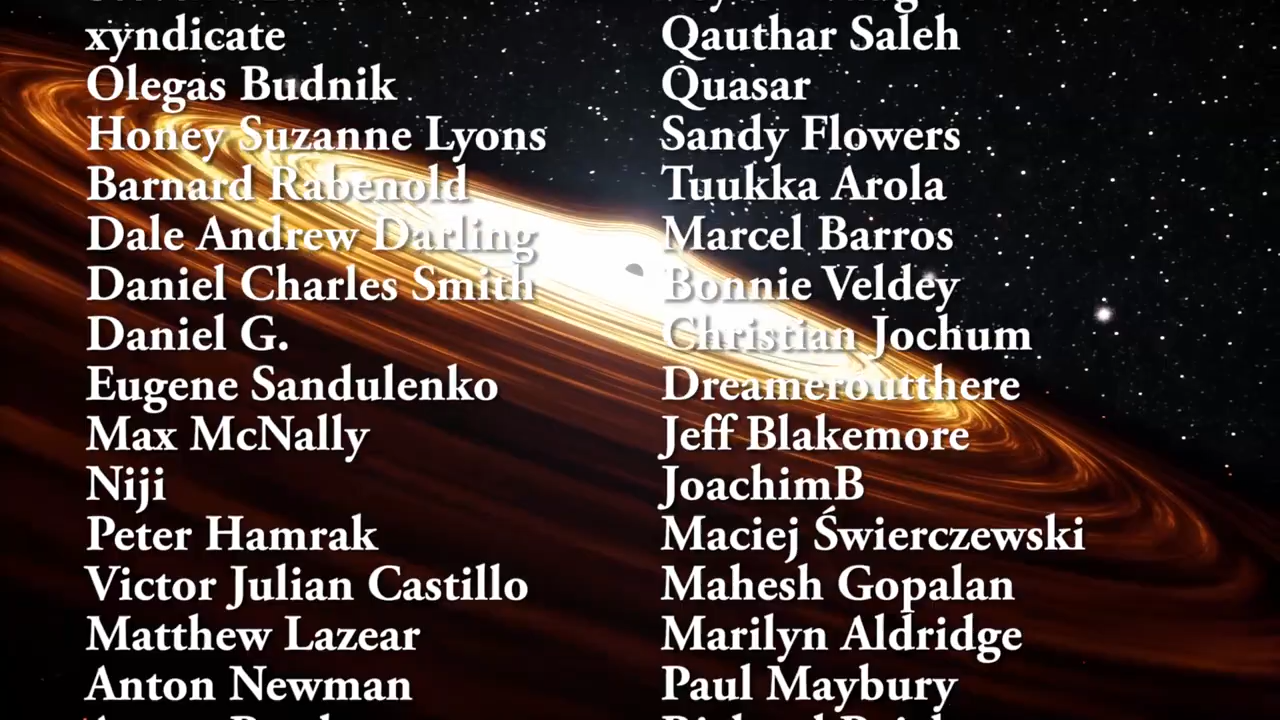 xyndicate
Olegas Budnik
Honey Suzanne Lyons
Barnard Rabenold
Dale Andrew Darling
Daniel Charles Smith
Daniel G.
Eugene Sandulenko
Max McNally
Niji
Peter Hamrak
Victor Julian Castillo
Matthew Lazear
Anton Newman
Qauthar Saleh
Quasar
Sandy Flowers
Tuukka Arola
Marcel Barros
Bonnie Veldey
Christian Jochum
Dreameroutthere
Jeff Blakemore
JoachimB
Maciej Świerczewski
Mahesh Gopalan
Marilyn Aldridge
Paul Maybury